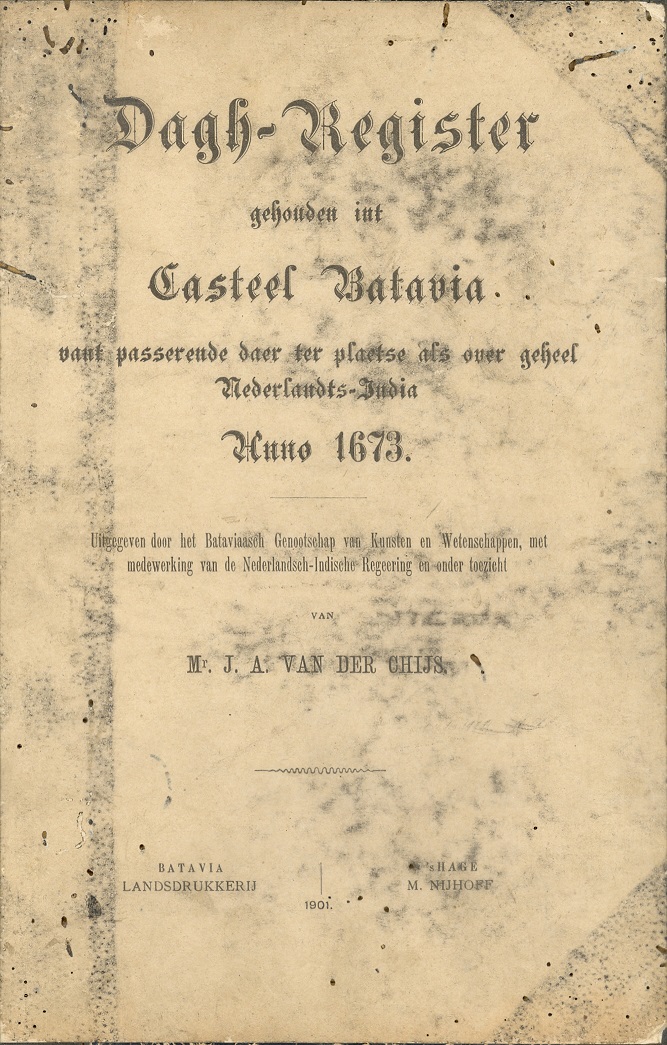 Dagh-Register
gehouden int
Casteel Batavia
vant passerende daer ter plaetse als over geheel
Nederlandts-India
Anno 1673.
Uitgegeven door het Bataviaasch Genootschap van Kunsten en Wetenschappen, met
medewerking van de Nederlandsch-Indische Regeering en onder toezicht
VAN
Mr. J. A. VAN DER CHIJS.
BATAVIA
LANDSDRUKKERIJ
'sHAGE
M. NIJHOFF
1901.